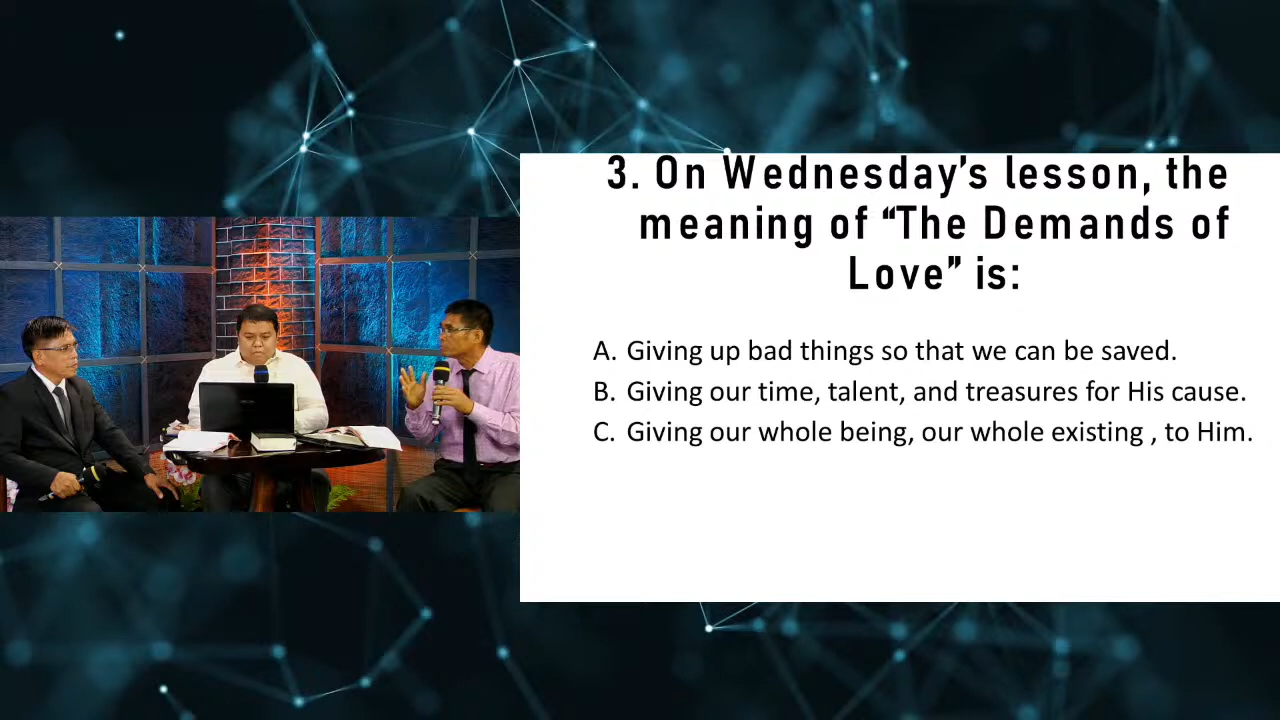 3. On Wednesday’s lesson, the
meaning of “The Demands of
Love” is:
A. Giving up bad things so that we can be saved.
B. Giving our time, talent, and treasures for His cause.
C. Giving our whole being, our whole existing , to Him.